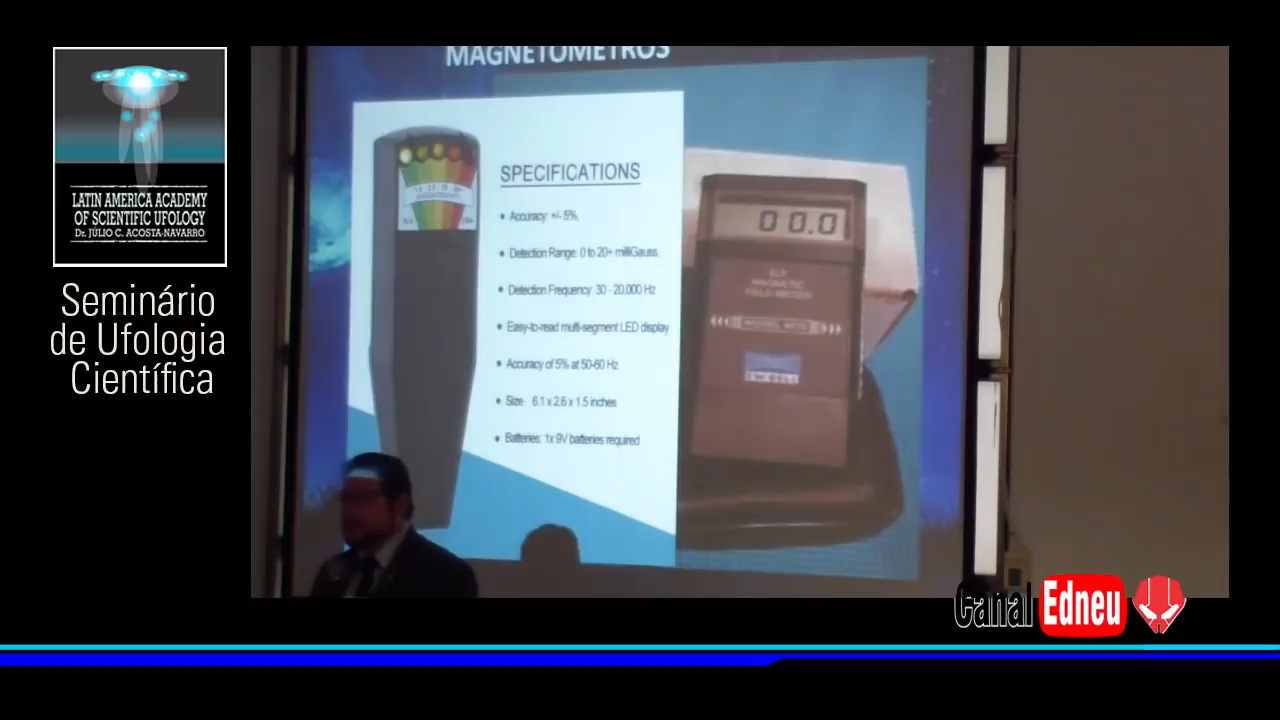 LATIN AMERICA ACADEMY
OF SCIENTIFIC UFOLOGY
Dr. JÚLIO C. ACOSTA-NAVARRO
Seminário
de Ufologia
Científica
MAGNETOMETROS
SPECIFICATIONS
Accuracy: +/- 5%,
Detection Range: 0 to 20+ milliGauss,
Detection Frequency: 30 - 20,000 Hz
Easy-to-read multi-segment LED display
Accuracy of 5% at 50-60 Hz
Size: 6.1 x 2.6 x 1.5 inches
Batteries: 1x 9V batteries required
00.0
ELF
MAGNETIC
FIELD METER
Canal Edneu